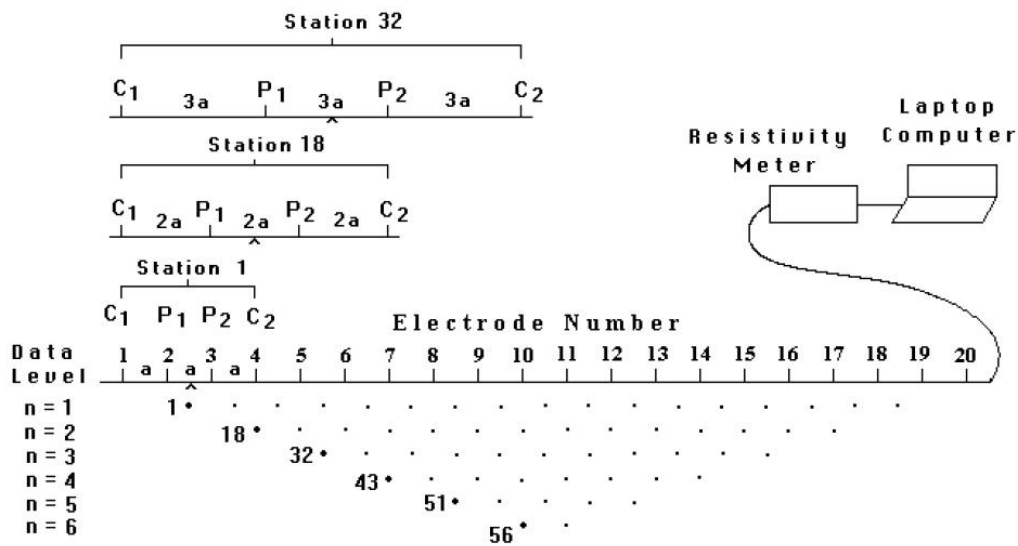 Station 32
C1 3a P1 3a P2 3a C2
Laptop
Computer
Resistivity
Meter
Station 18
C1 2a P1 2a P2 2a C2
Station 1
C1 P1 P2 C2
Electrode Number
Data
Level
1 2 3 4 5 6 7 8 9 10 11 12 13 14 15 16 17 18 19 20
a a a
n = 1 1
n = 2 18
n = 3 32
n = 4 43
n = 5 51
n = 6 56